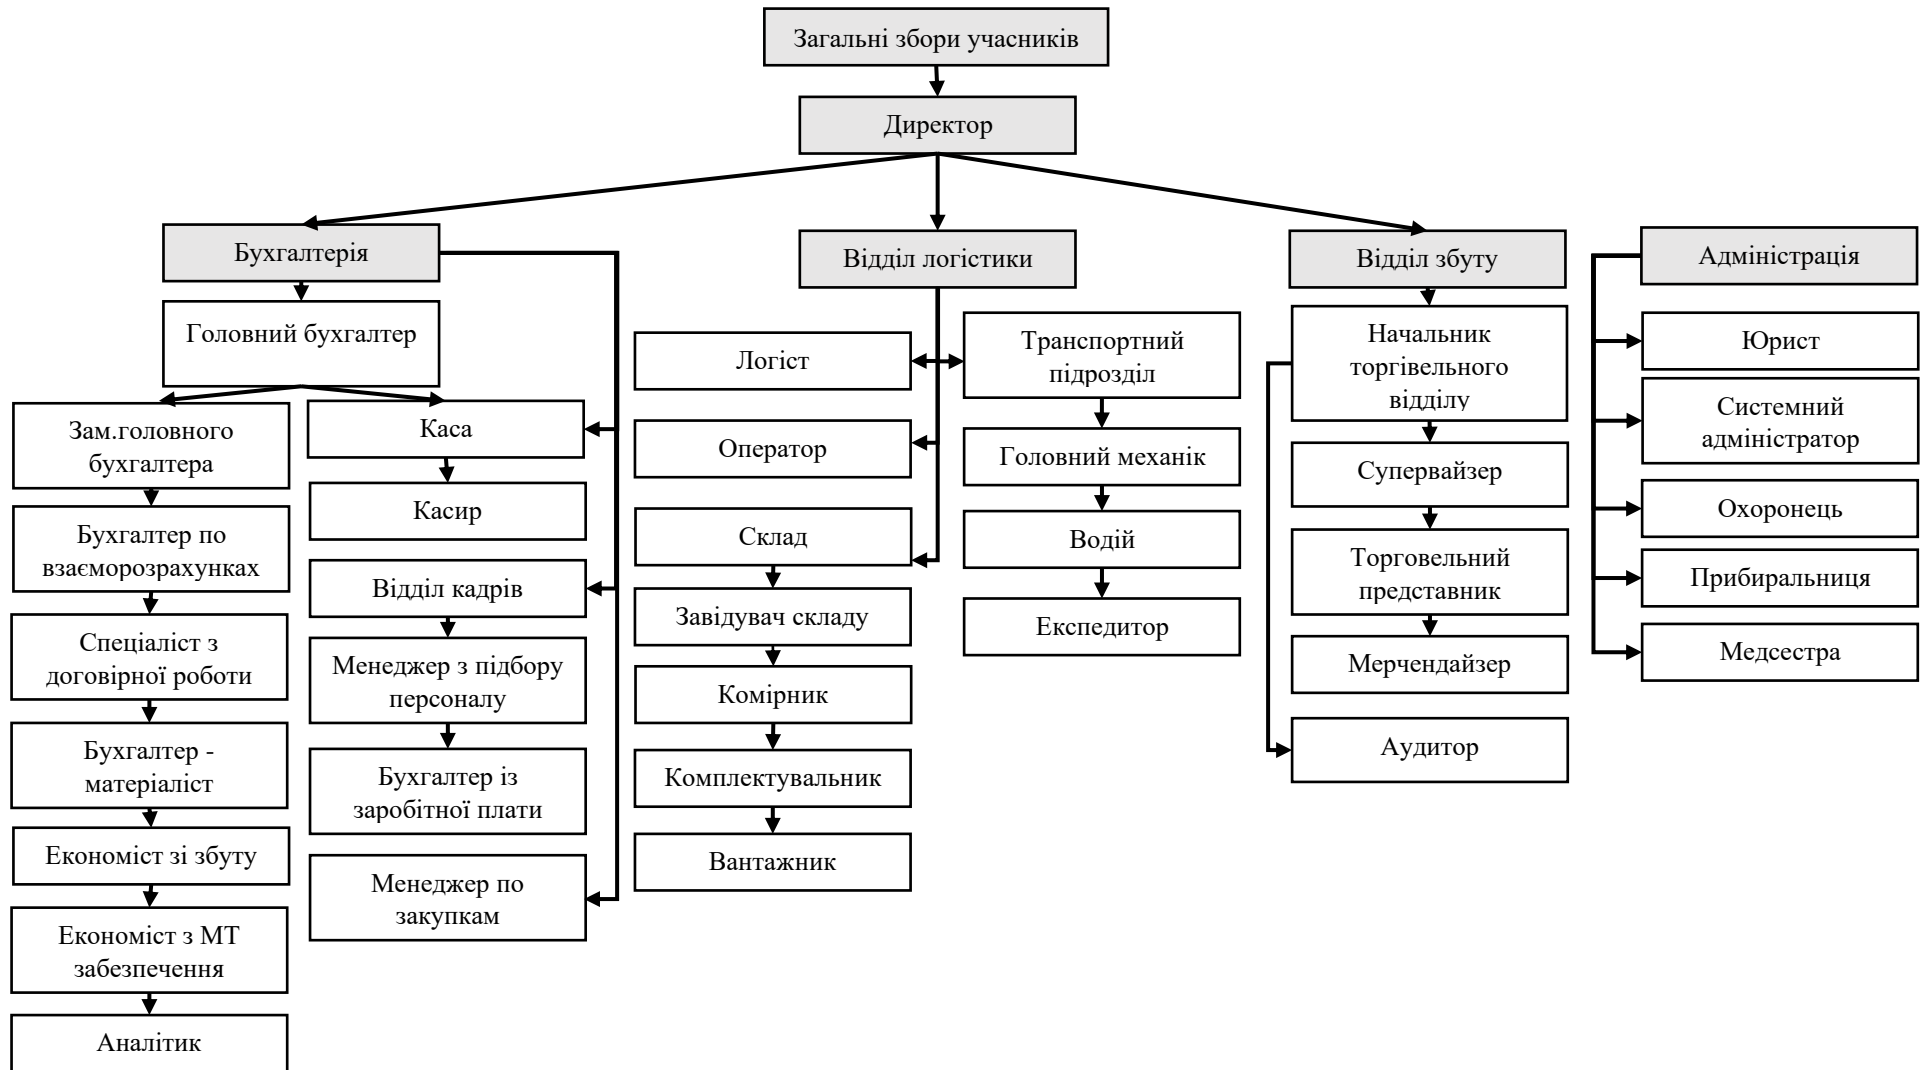 Загальні збори учасників
Директор
Бухгалтерія
Відділ логістики
Відділ збуту
Адміністрація
Головний бухгалтер
Зам.головного
бухгалтера
Бухгалтер по
взаєморозрахунках
Спеціаліст з
договірної роботи
Бухгалтер -
матеріаліст
Економіст зі збуту
Економіст з МТ
забезпечення
Аналітик
Каса
Касир
Відділ кадрів
Менеджер з підбору
персоналу
Бухгалтер із
заробітної плати
Менеджер по
закупкам
Логіст
Оператор
Склад
Завідувач складу
Комірник
Комплектувальник
Вантажник
Транспортний
підрозділ
Головний механік
Водій
Експедитор
Начальник
торгівельного
відділу
Супервайзер
Торговельний
представник
Мерчендайзер
Аудитор
Юрист
Системний
адміністратор
Охоронець
Прибиральниця
Медсестра